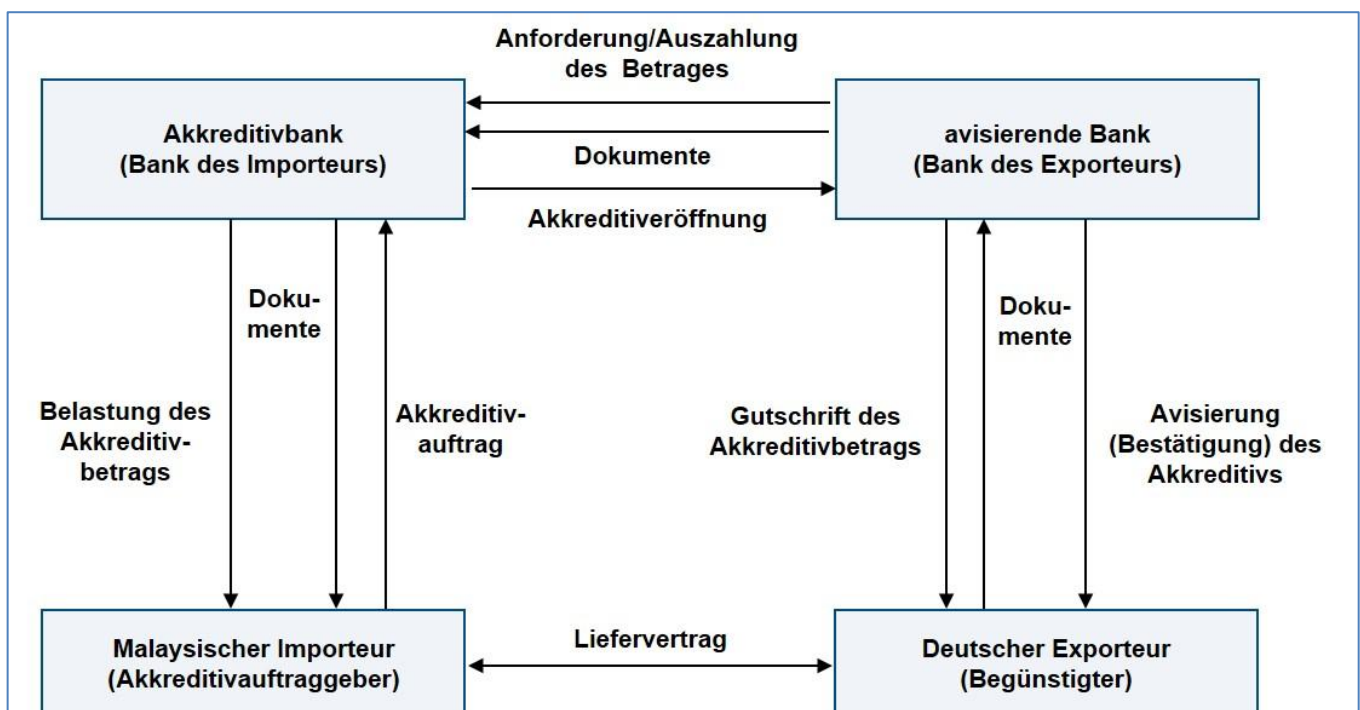 Anforderung/Auszahlung
des Betrages
Akkreditivbank
(Bank des Importeurs)
avisierende Bank
(Bank des Exporteurs)
Dokumente
Akkreditiveröffnung
Doku-
mente
Doku-
mente
Belastung des
Akkreditiv-
betrags
Akkreditiv-
auftrag
Gutschrift des
Akkreditivbetrags
Avisierung
(Bestätigung) des
Akkreditivs
Malaysischer Importeur
(Akkreditivauftraggeber)
Liefervertrag
Deutscher Exporteur
(Begünstigter)